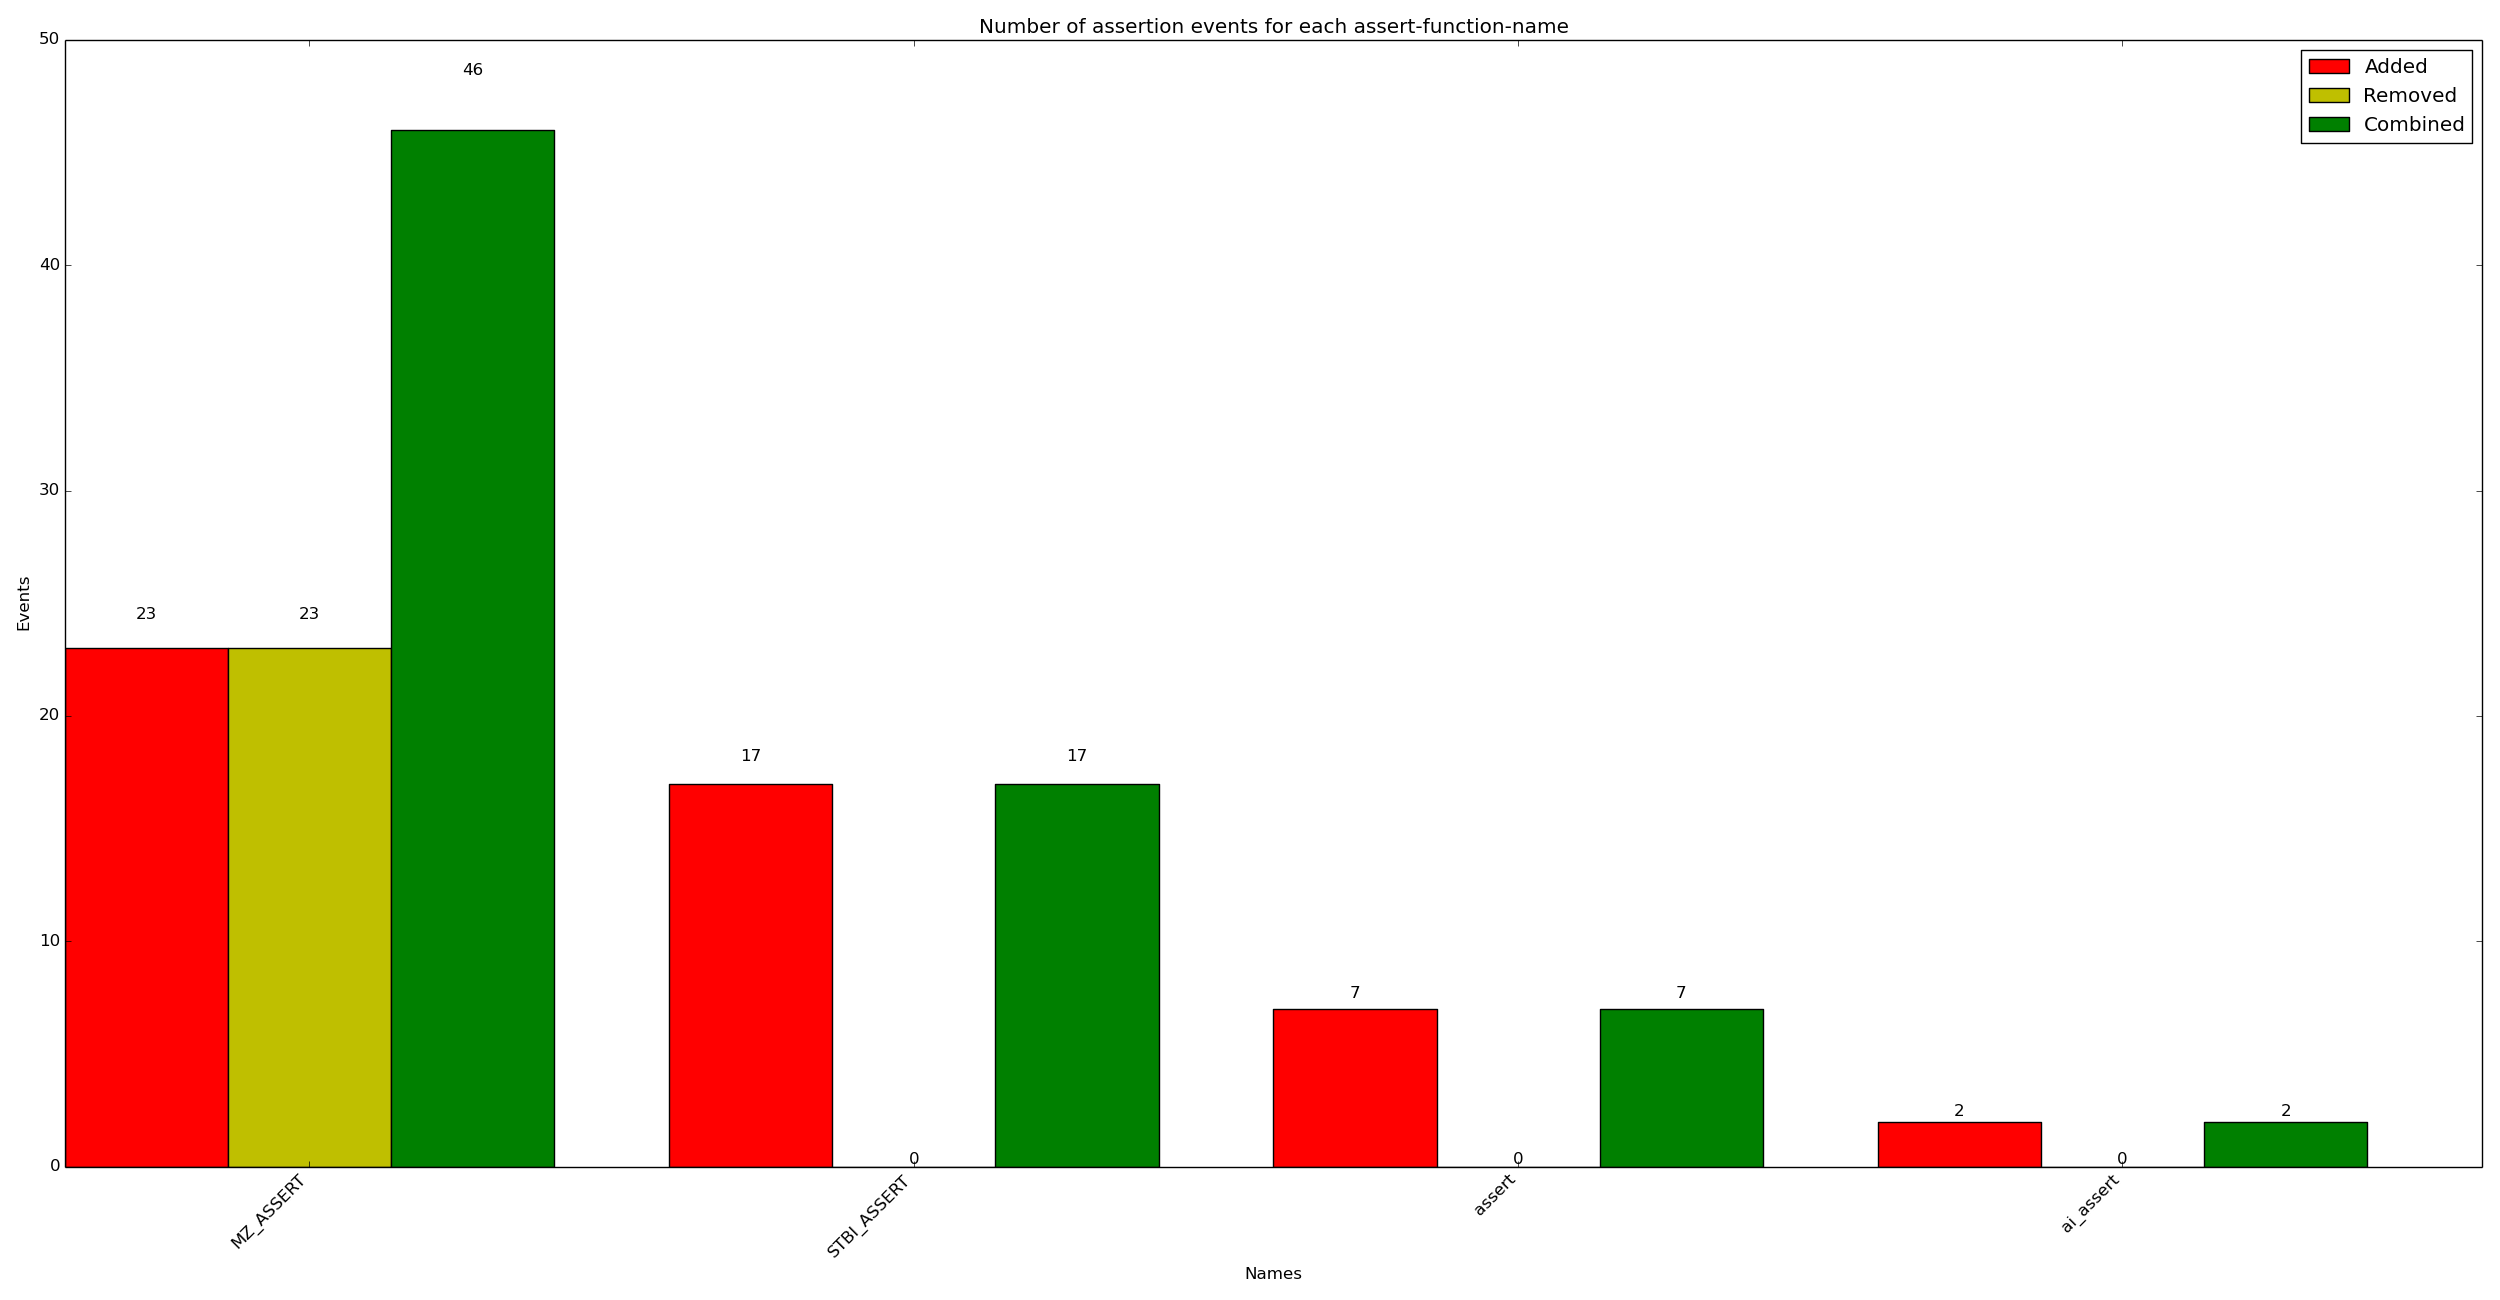 Number of assertion events for each assert-function-name
50
40
30
20
10
0
Events
Added
Removed
Combined
23
23
46
17
0
17
7
0
7
2
0
2
MZ_ASSERT
STBI_ASSERT
assert
ai_assert
Names